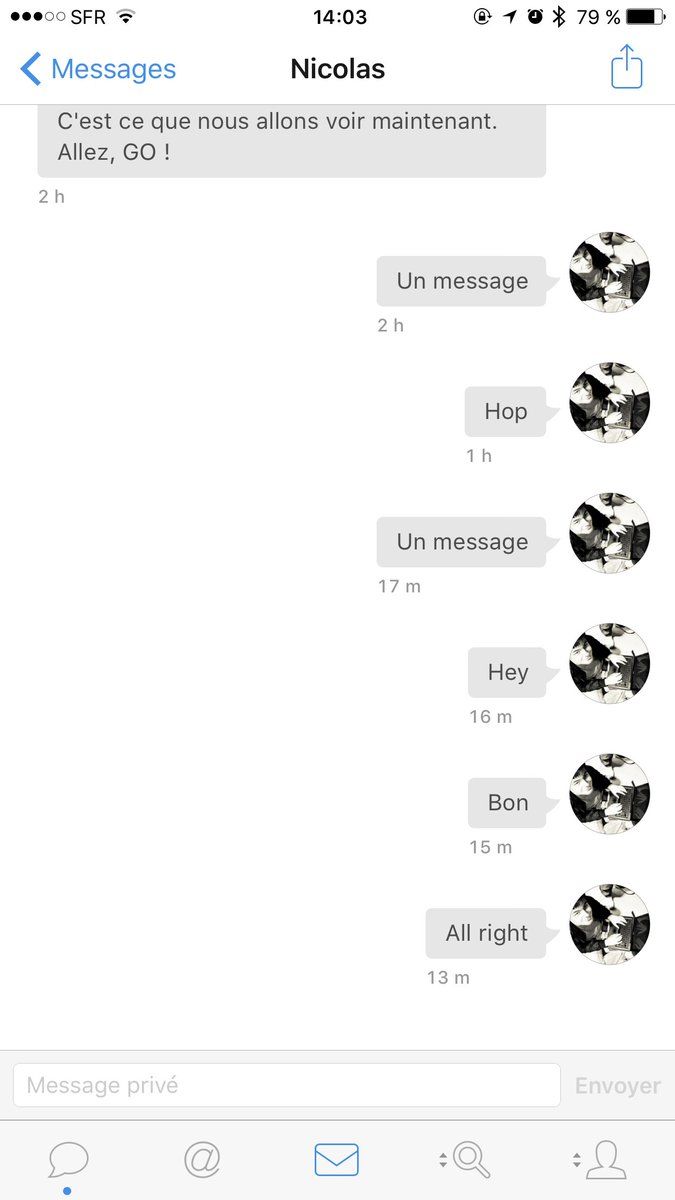 SFR 14:03 79 %
Messages Nicolas
C'est ce que nous allons voir maintenant.
Allez, GO !
2 h
Un message
2 h
Hop
1 h
Un message
17 m
Hey
16 m
Bon
15 m
All right
13 m
Message privé Envoyer